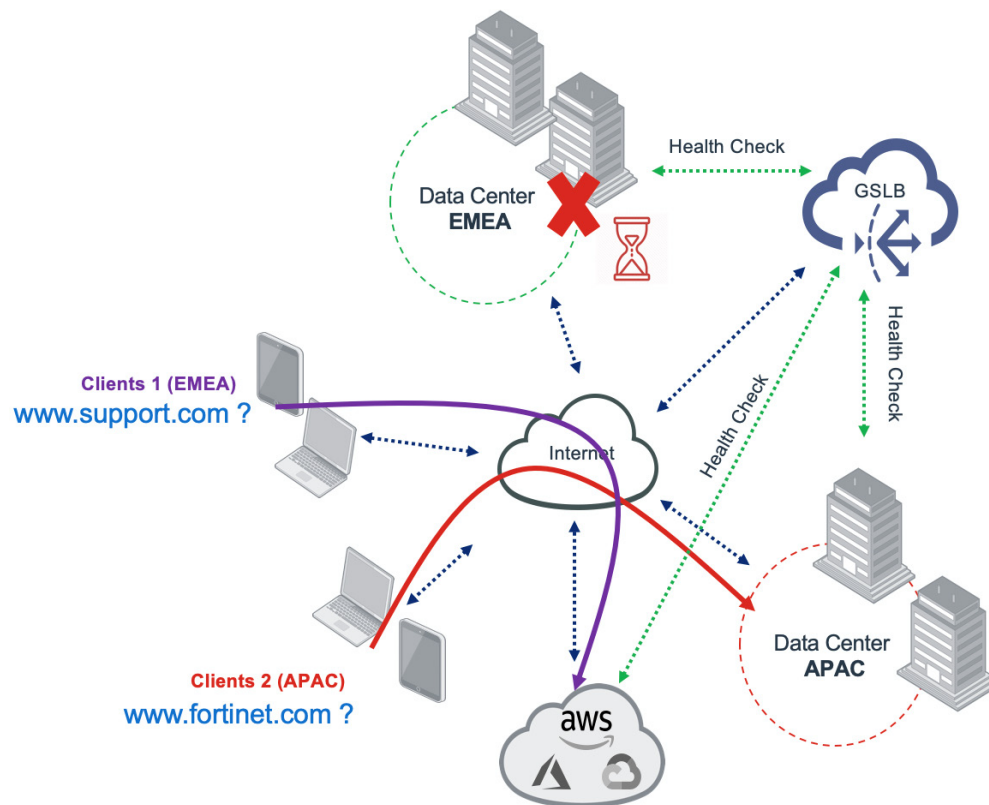 Health Check
GSLB
Data Center
EMEA
Health Check
Clients 1 (EMEA)
www.support.com ?
Health Check
Internet
Data Center
APAC
Clients 2 (APAC)
www.fortinet.com ?
aws